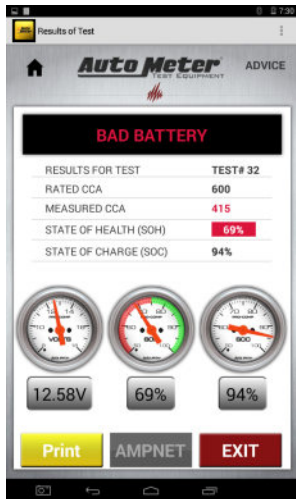 7:30
Results of Test
Auto Meter
TEST EQUIPMENT
ADVICE
BAD BATTERY
RESULTS FOR TEST TEST# 32
RATED CCA 600
MEASURED CCA 415
STATE OF HEALTH (SOH) 69%
STATE OF CHARGE (SOC) 94%
VOLTS
12.58V 69% 94%
Print AMPNET EXIT